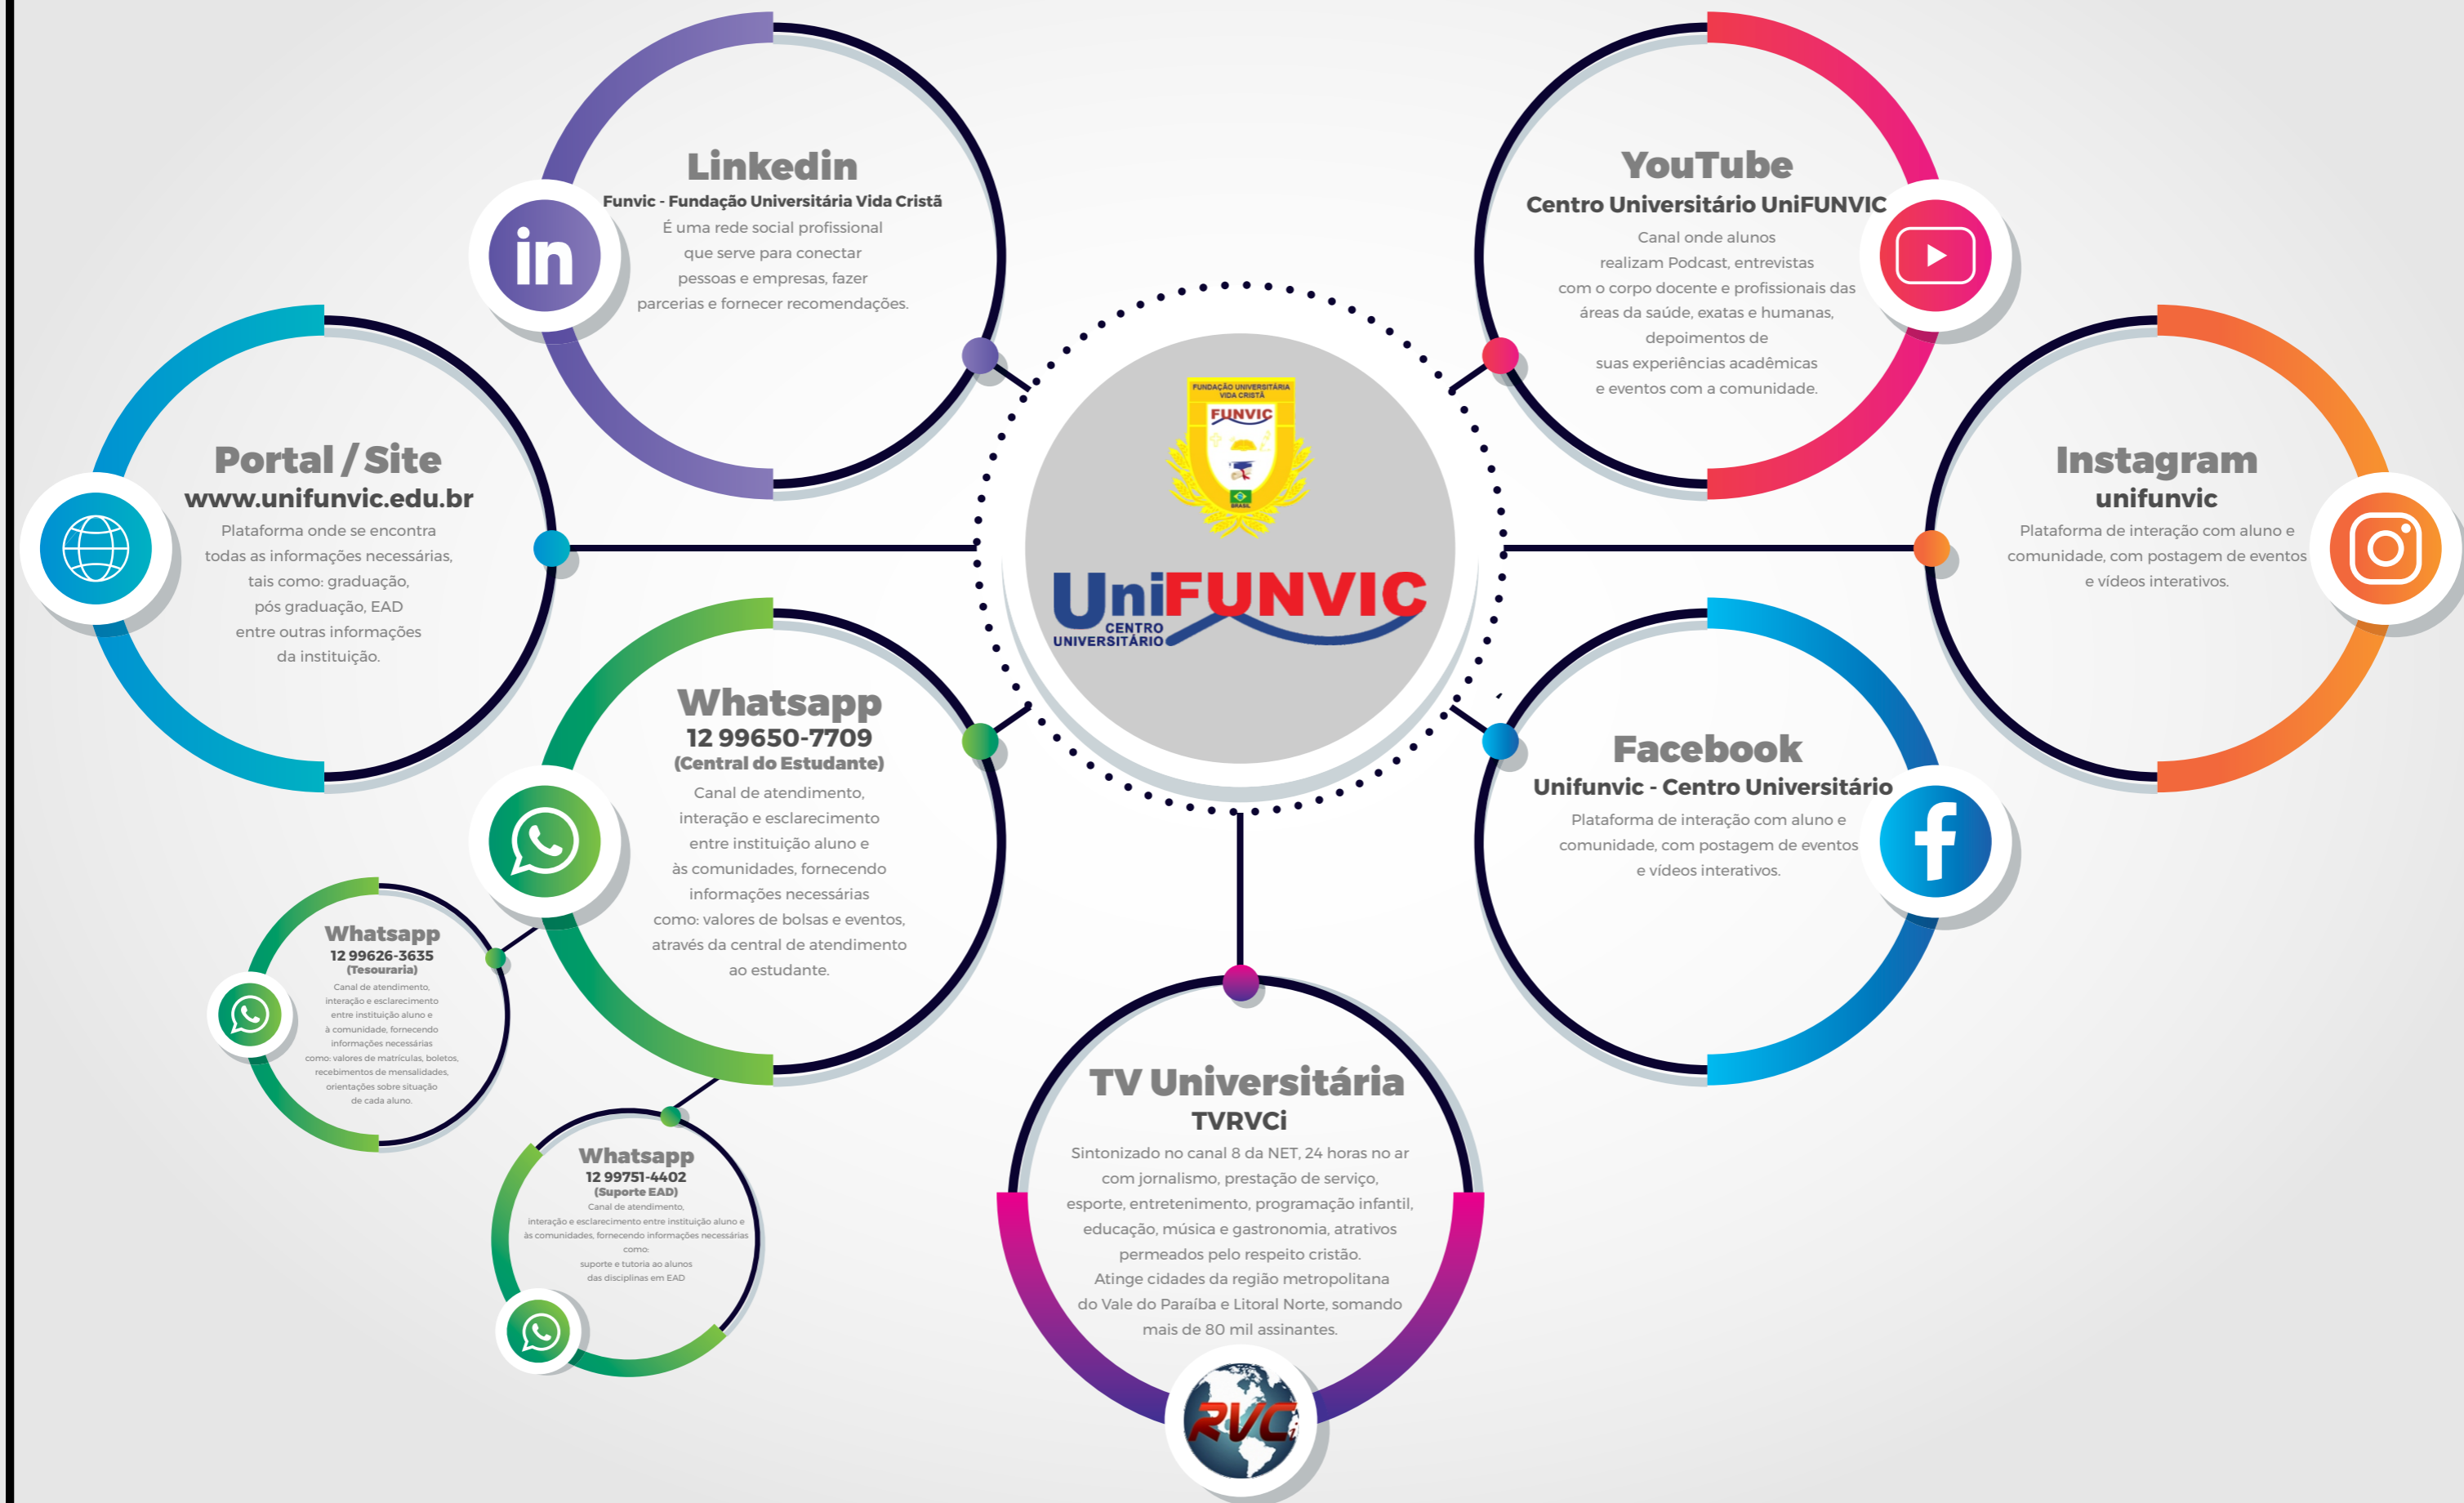 Linkedin
Funvic - Fundação Universitária Vida Cristã
É uma rede social profissional
que serve para conectar
pessoas e empresas, fazer
parcerias e fornecer recomendações.
in
YouTube
Centro Universitário UniFUNVIC
Canal onde alunos
realizam Podcast, entrevistas
com o corpo docente e profissionais das
áreas da saúde, exatas e humanas,
depoimentos de
suas experiências acadêmicas
e eventos com a comunidade.
Portal / Site
www.unifunvic.edu.br
Plataforma onde se encontra
todas as informações necessárias,
tais como: graduação,
pós graduação, EAD
entre outras informações
da instituição.
FUNDAÇÃO UNIVERSITÁRIA
VIDA CRISTÃ
FUNVIC
BRASIL
UniFUNVIC
CENTRO
UNIVERSITÁRIO
Instagram
unifunvic
Plataforma de interação com aluno e
comunidade, com postagem de eventos
e vídeos interativos.
Whatsapp
12 99650-7709
(Central do Estudante)
Canal de atendimento,
interação e esclarecimento
entre instituição aluno e
às comunidades, fornecendo
informações necessárias
como: valores de bolsas e eventos,
através da central de atendimento
ao estudante.
Facebook
Unifunvic - Centro Universitário
Plataforma de interação com aluno e
comunidade, com postagem de eventos
e vídeos interativos.
f
Whatsapp
12 99626-3635
(Tesouraria)
Canal de atendimento,
interação e esclarecimento
entre instituição aluno e
à comunidade, fornecendo
informações necessárias
como: valores de matrículas, boletos,
recebimentos de mensalidades,
orientações sobre situação
de cada aluno.
Whatsapp
12 99751-4402
(Suporte EAD)
Canal de atendimento,
interação e esclarecimento entre instituição aluno e
às comunidades, fornecendo informações necessárias
como:
suporte e tutoria ao alunos
das disciplinas em EAD
TV Universitária
TVRVCi
Sintonizado no canal 8 da NET, 24 horas no ar
com jornalismo, prestação de serviço,
esporte, entretenimento, programação infantil,
educação, música e gastronomia, atrativos
permeados pelo respeito cristão.
Atinge cidades da região metropolitana
do Vale do Paraíba e Litoral Norte, somando
mais de 80 mil assinantes.
RVCi